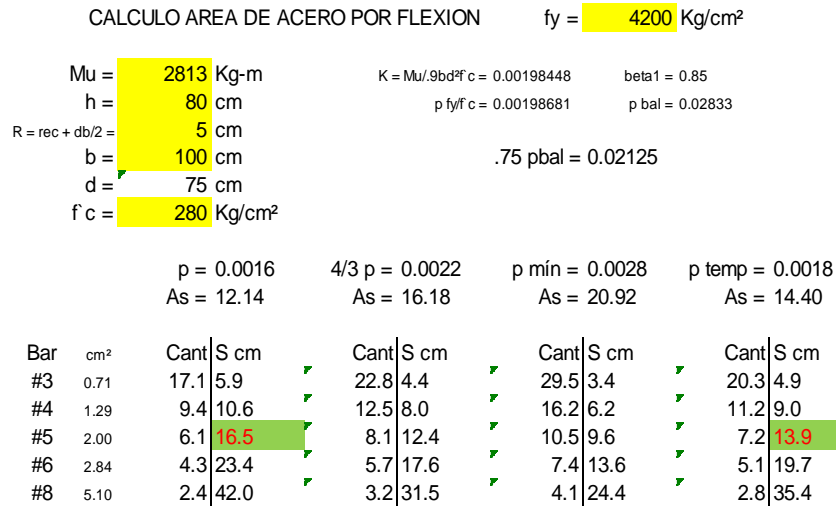 CALCULO AREA DE ACERO POR FLEXION fy = 4200 Kg/cm²
Mu = 2813 Kg-m K = Mu/.9bd²f`c = 0.00198448 beta1 = 0.85
h = 80 cm p fy/f`c = 0.00198681 p bal = 0.02833
R = rec + db/2 = 5 cm
b = 100 cm .75 pbal = 0.02125
d = 75 cm
f`c = 280 Kg/cm²
p = 0.0016 4/3 p = 0.0022 p mín = 0.0028 p temp = 0.0018
As = 12.14 As = 16.18 As = 20.92 As = 14.40
Bar cm² Cant S cm Cant S cm Cant S cm Cant S cm
#3 0.71 17.1 5.9 22.8 4.4 29.5 3.4 20.3 4.9
#4 1.29 9.4 10.6 12.5 8.0 16.2 6.2 11.2 9.0
#5 2.00 6.1 16.5 8.1 12.4 10.5 9.6 7.2 13.9
#6 2.84 4.3 23.4 5.7 17.6 7.4 13.6 5.1 19.7
#8 5.10 2.4 42.0 3.2 31.5 4.1 24.4 2.8 35.4